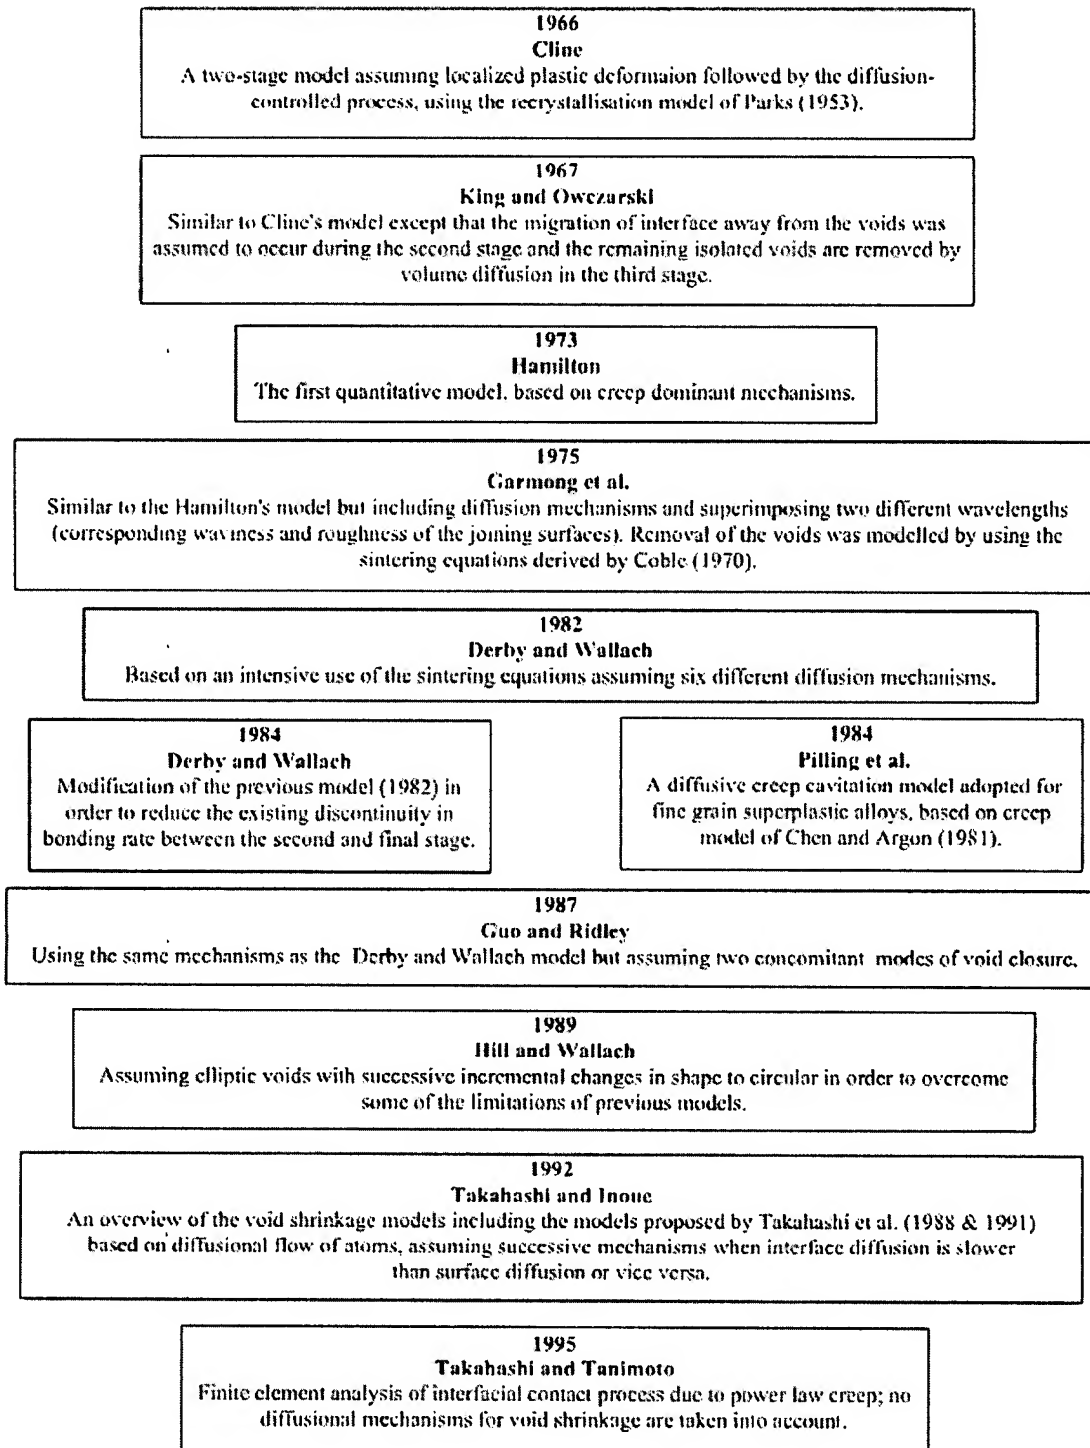 1966
Cline
A two-stage model assuming localized plastic deformaion followed by the diffusion-
controlled process, using the recrystallisation model of Parks (1953).
1967
King and Owczarski
Similar to Cline's model except that the migration of interface away from the voids was
assumed to occur during the second stage and the remaining isolated voids are removed by
volume diffusion in the third stage.
1973
Hamilton
The first quantitative model, based on creep dominant mechanisms.
1975
Garmong et al.
Similar to the Hamilton's model but including diffusion mechanisms and superimposing two different wavelengths
(corresponding waviness and roughness of the joining surfaces). Removal of the voids was modelled by using the
sintering equations derived by Coble (1970).
1982
Derby and Wallach
Based on an intensive use of the sintering equations assuming six different diffusion mechanisms.
1984
Derby and Wallach
Modification of the previous model (1982) in
order to reduce the existing discontinuity in
bonding rate between the second and final stage.
1984
Pilling et al.
A diffusive creep cavitation model adopted for
fine grain superplastic alloys, based on creep
model of Chen and Argon (1981).
1987
Guo and Ridley
Using the same mechanisms as the Derby and Wallach model but assuming two concomitant modes of void closure.
1989
Hill and Wallach
Assuming elliptic voids with successive incremental changes in shape to circular in order to overcome
some of the limitations of previous models.
1992
Takahashi and Inoue
An overview of the void shrinkage models including the models proposed by Takahashi et al. (1988 & 1991)
based on diffusional flow of atoms, assuming successive mechanisms when interface diffusion is slower
than surface diffusion or vice versa.
1995
Takahashi and Tanimoto
Finite element analysis of interfacial contact process due to power law creep; no
diffusional mechanisms for void shrinkage are taken into account.